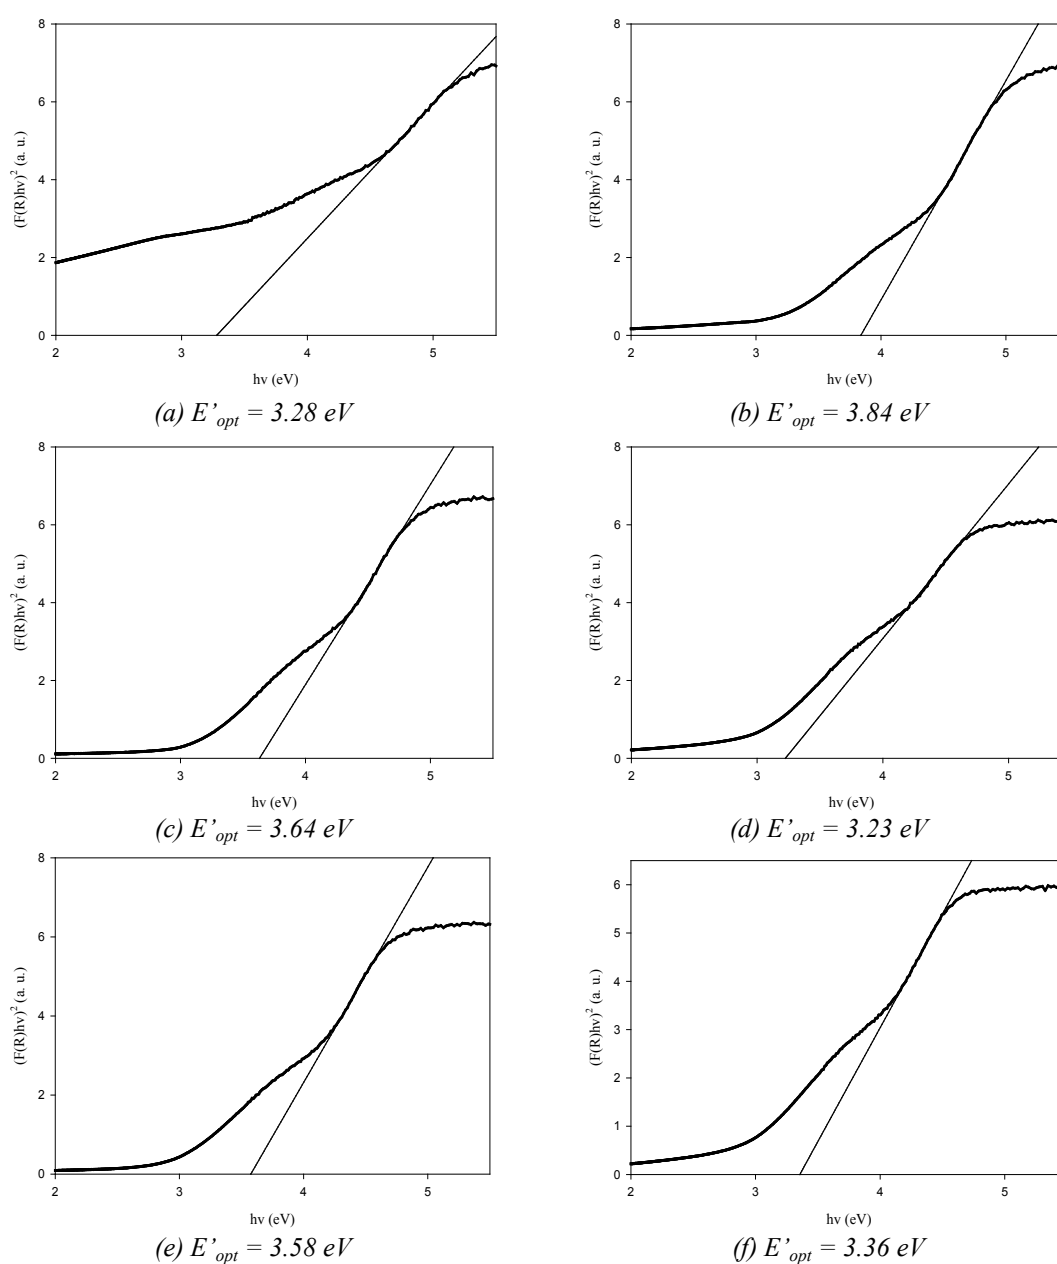 8
6
4
2
0
(F(R)hν)² (a. u.)
2 3 4 5
hν (eV)
(a) E’opt = 3.28 eV
8
6
4
2
0
(F(R)hν)² (a. u.)
2 3 4 5
hν (eV)
(b) E’opt = 3.84 eV
8
6
4
2
0
(F(R)hν)² (a. u.)
2 3 4 5
hν (eV)
(c) E’opt = 3.64 eV
8
6
4
2
0
(F(R)hν)² (a. u.)
2 3 4 5
hν (eV)
(d) E’opt = 3.23 eV
8
6
4
2
0
(F(R)hν)² (a. u.)
2 3 4 5
hν (eV)
(e) E’opt = 3.58 eV
6
5
4
3
2
1
0
(F(R)hν)² (a. u.)
2 3 4 5
hν (eV)
(f) E’opt = 3.36 eV